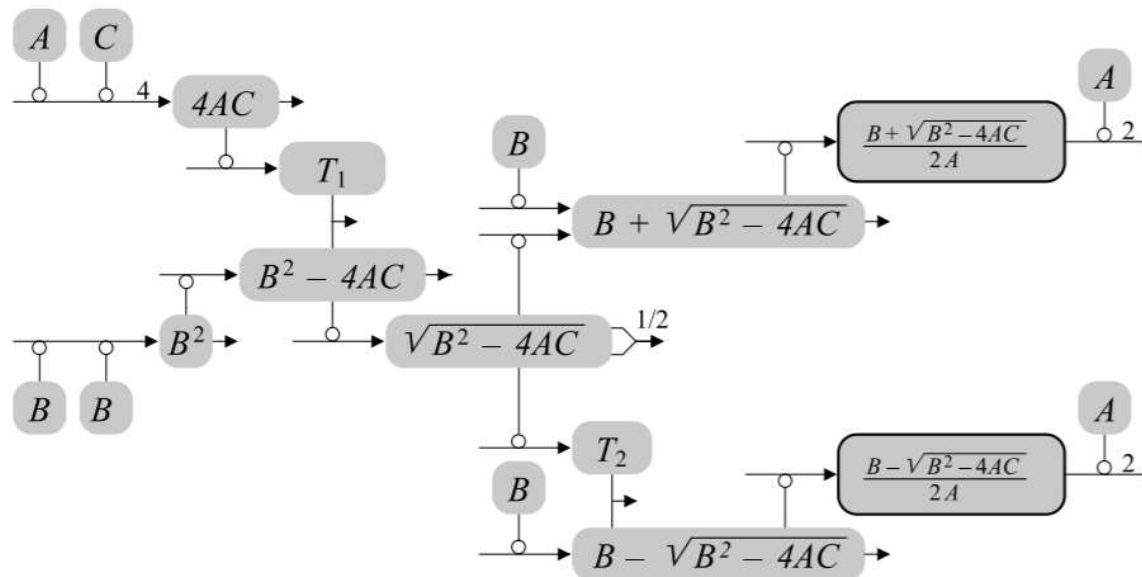 A C
A
4
2
4AC
B + √B² − 4AC
2A
B
T₁
B + √B² − 4AC
B² − 4AC
1/2
B²
√B² − 4AC
B B
A
T₂
2
B − √B² − 4AC
2A
B
B − √B² − 4AC